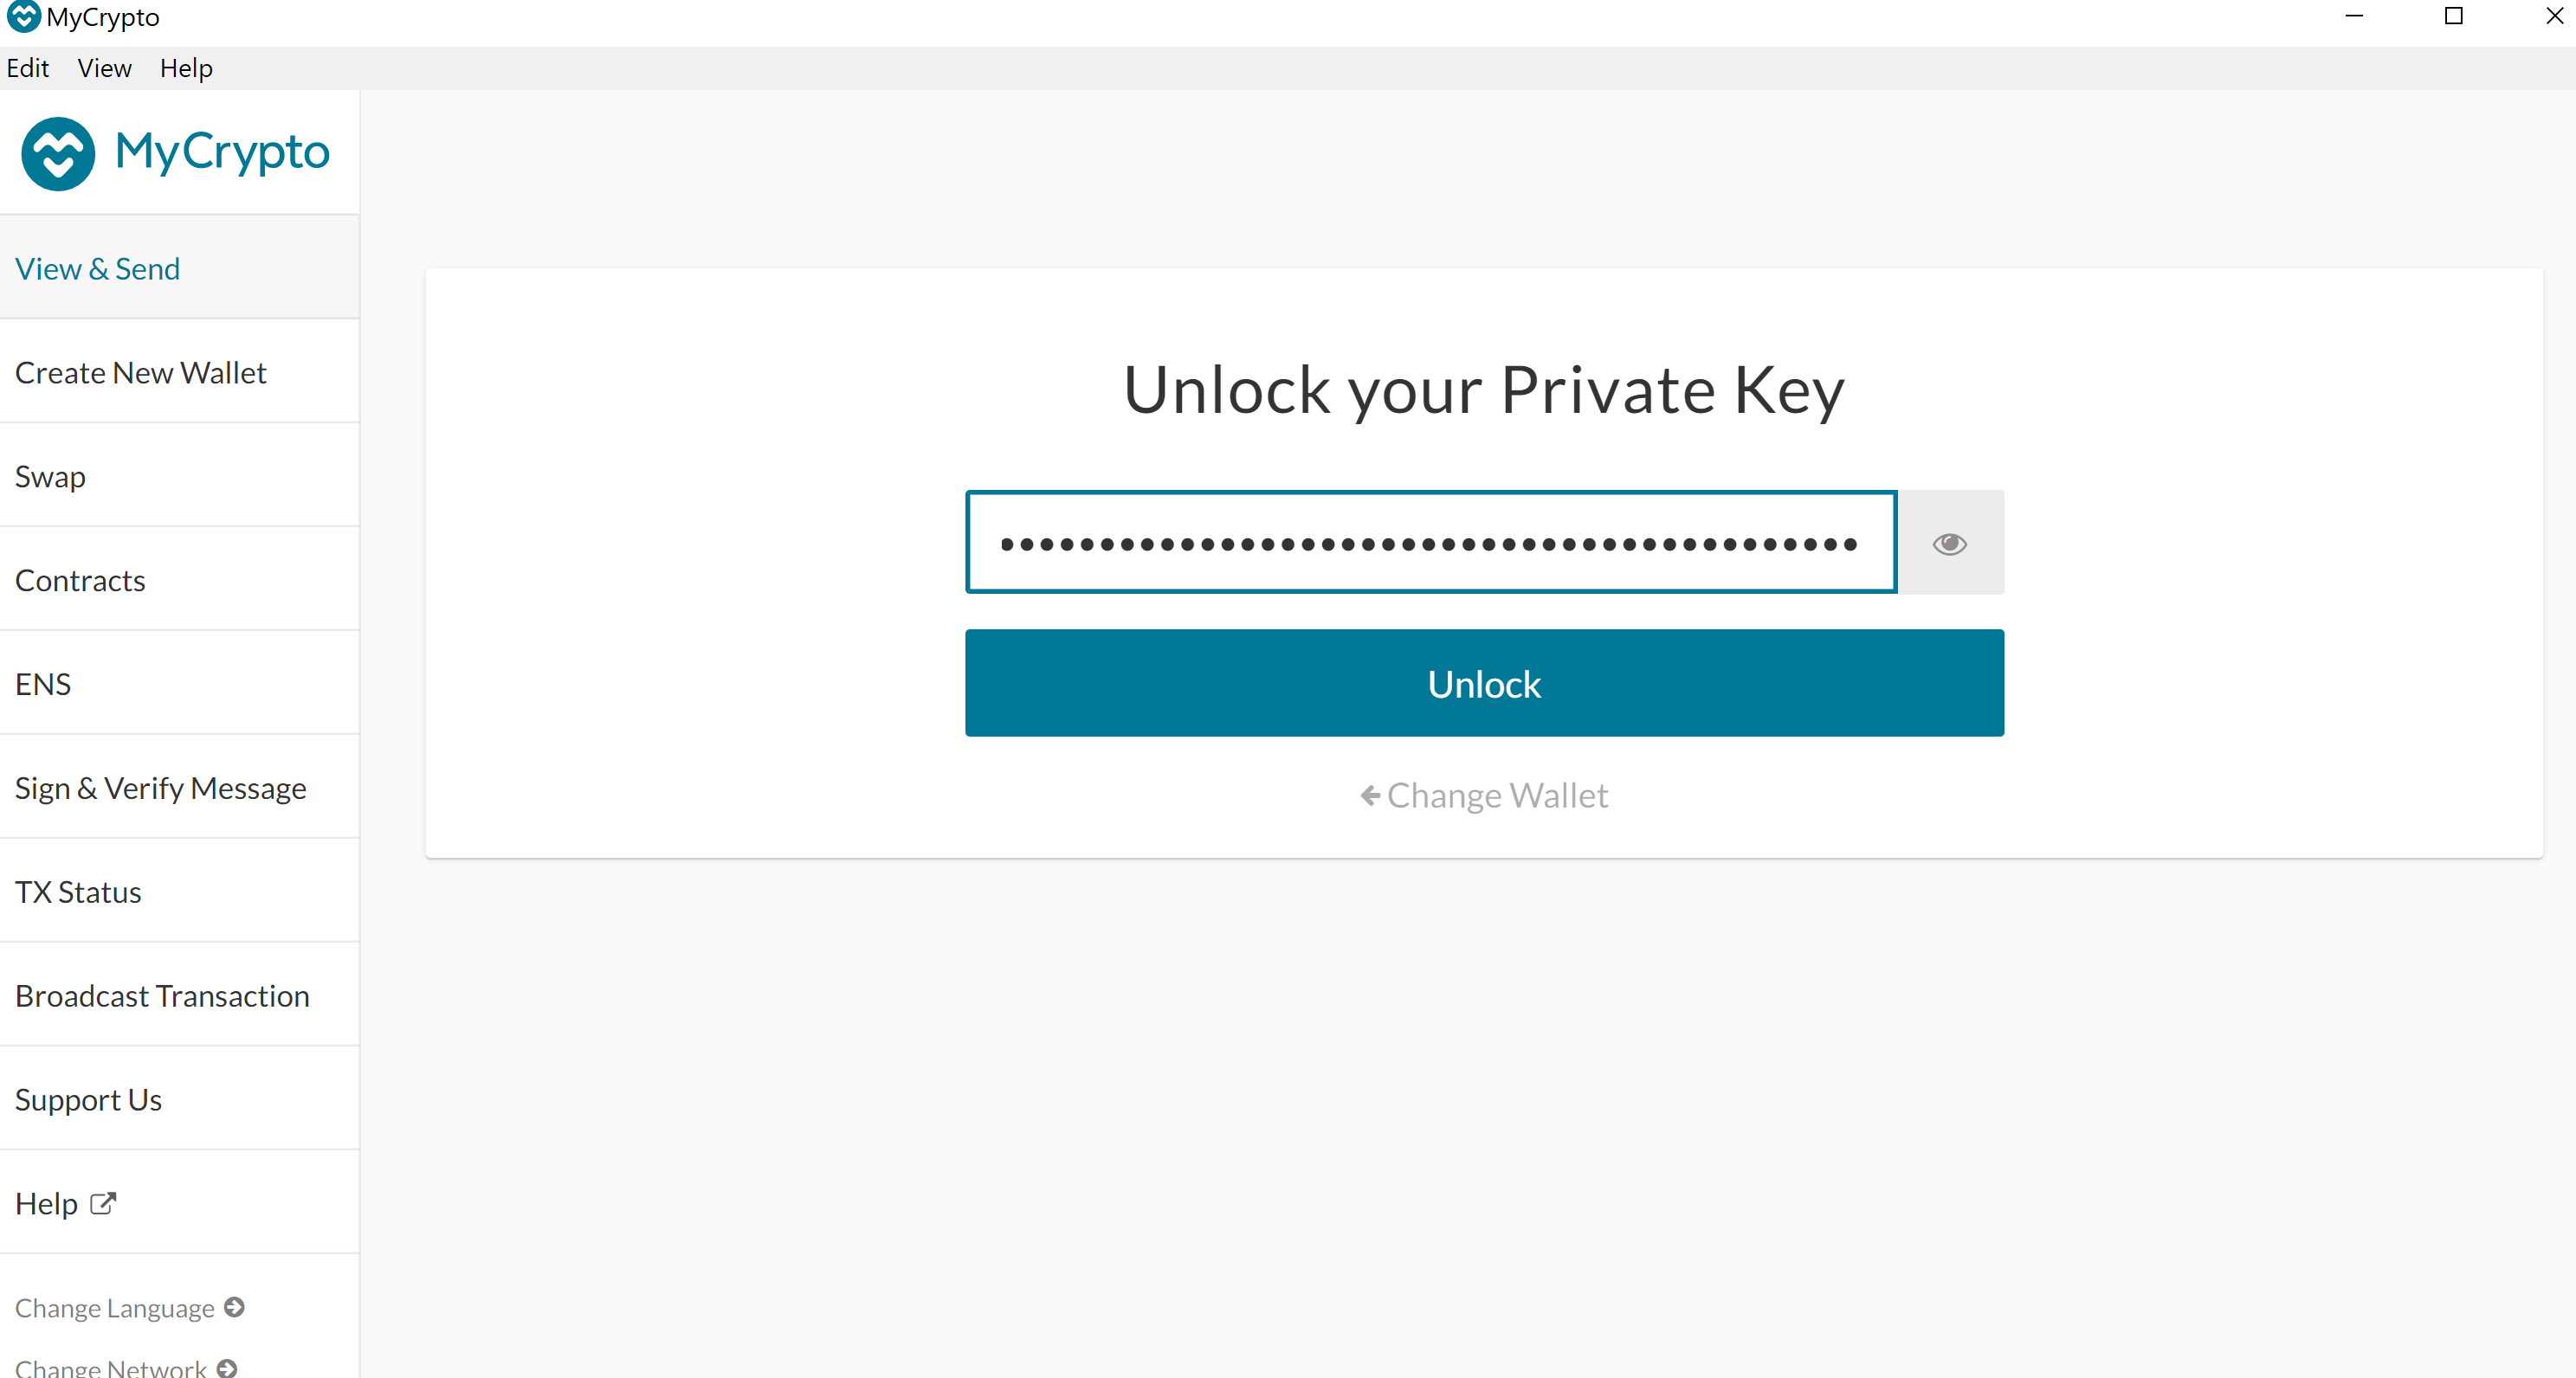 MyCrypto
Edit View Help
MyCrypto
View & Send
Create New Wallet
Swap
Contracts
ENS
Sign & Verify Message
TX Status
Broadcast Transaction
Support Us
Help
Change Language
Change Network
Unlock your Private Key
•••••••••••••••••••••••••••••••••••••••••••
Unlock
Change Wallet